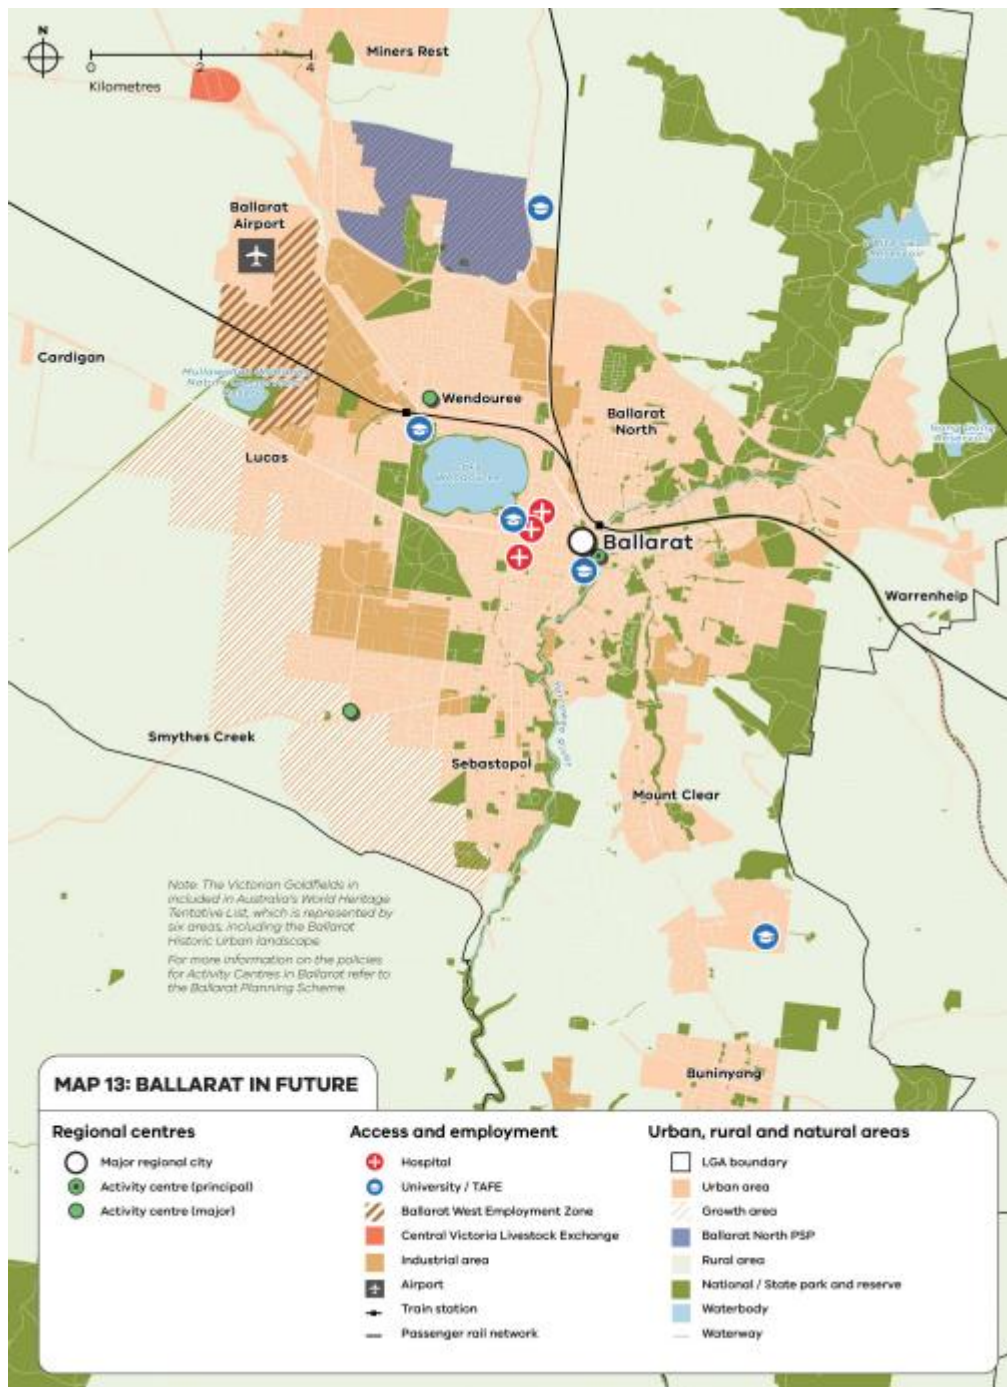 N
0 2 4
Kilometres
Miners Rest
Ballarat
Airport
Cardigan
Wendouree
Ballarat
North
Lucas
Ballarat
Warrenheip
Smythes Creek
Sebastopol
Mount Clear
Note: The Victorian Goldfields in
included in Australia's World Heritage
Tentative List, which is represented by
six areas, including the Ballarat
Historic Urban landscape
For more information on the policies
for Activity Centres in Ballarat refer to
the Ballarat Planning Scheme.
Buninyong
MAP 13: BALLARAT IN FUTURE
Regional centres
Major regional city
Activity centre (principal)
Activity centre (major)
Access and employment
Hospital
University / TAFE
Ballarat West Employment Zone
Central Victoria Livestock Exchange
Industrial area
Airport
Train station
Passenger rail network
Urban, rural and natural areas
LGA boundary
Urban area
Growth area
Ballarat North PSP
Rural area
National / State park and reserve
Waterbody
Waterway